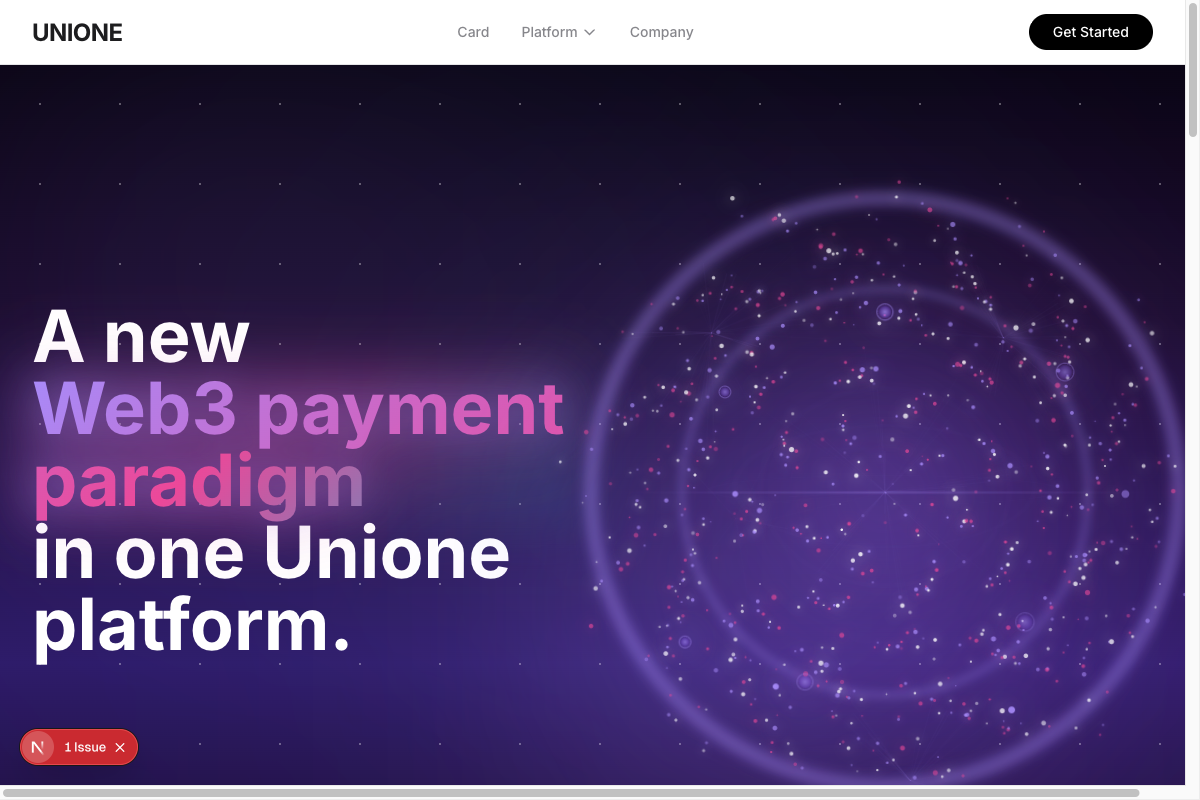 UNIONE
Card
Platform
Company
Get Started
A new
Web3 payment
paradigm
in one Unione
platform.
N
1 Issue